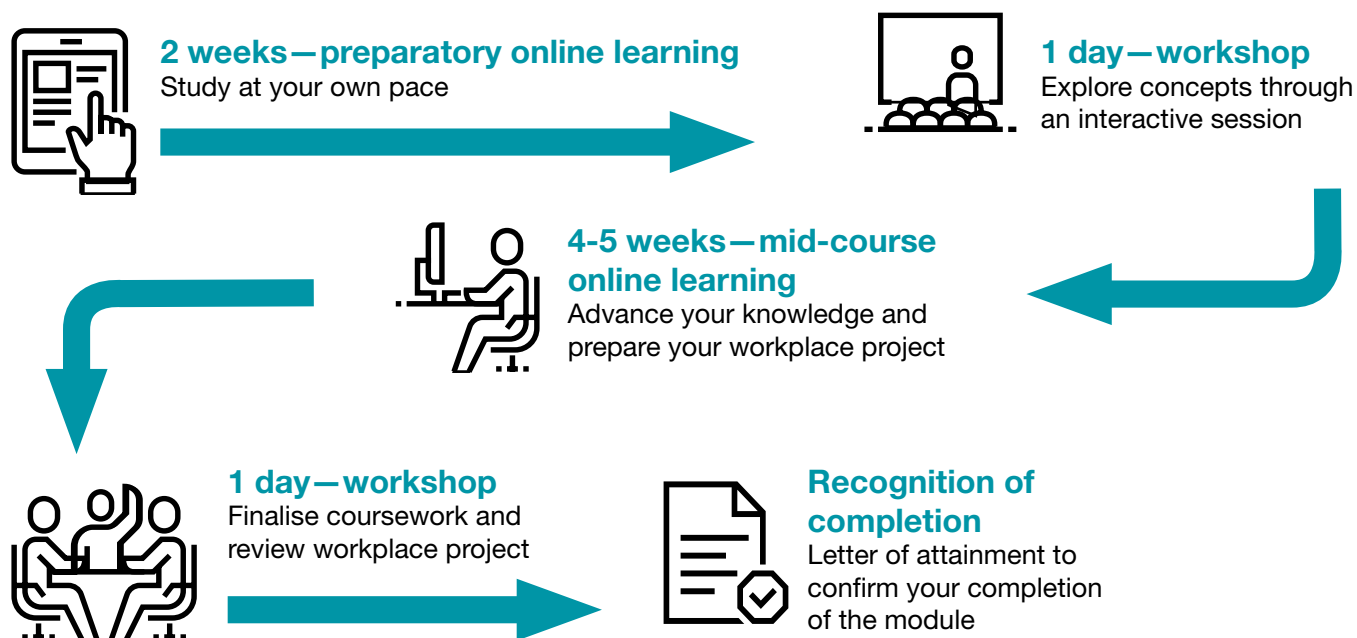 2 weeks—preparatory online learning
Study at your own pace
1 day—workshop
Explore concepts through
an interactive session
4-5 weeks—mid-course
online learning
Advance your knowledge and
prepare your workplace project
1 day—workshop
Finalise coursework and
review workplace project
Recognition of
completion
Letter of attainment to
confirm your completion
of the module